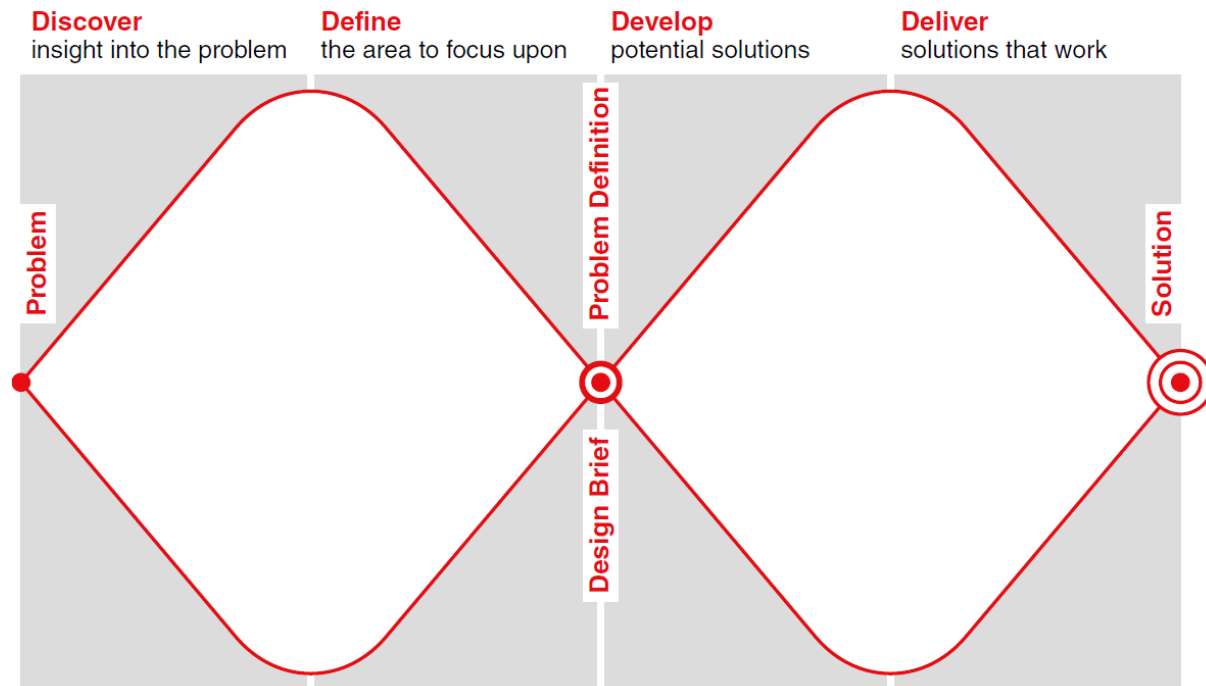 Discover
insight into the problem
Define
the area to focus upon
Develop
potential solutions
Deliver
solutions that work
Problem
Problem Definition
Design Brief
Solution